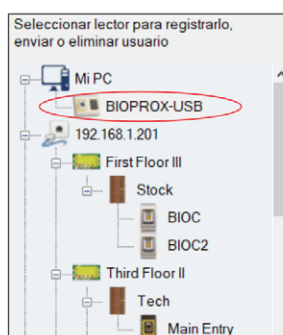 Seleccionar lector para registrarlo,
enviar o eliminar usuario
Mi PC
BIOPROX-USB
192.168.1.201
First Floor III
Stock
BIOC
BIOC2
Third Floor II
Tech
Main Entry